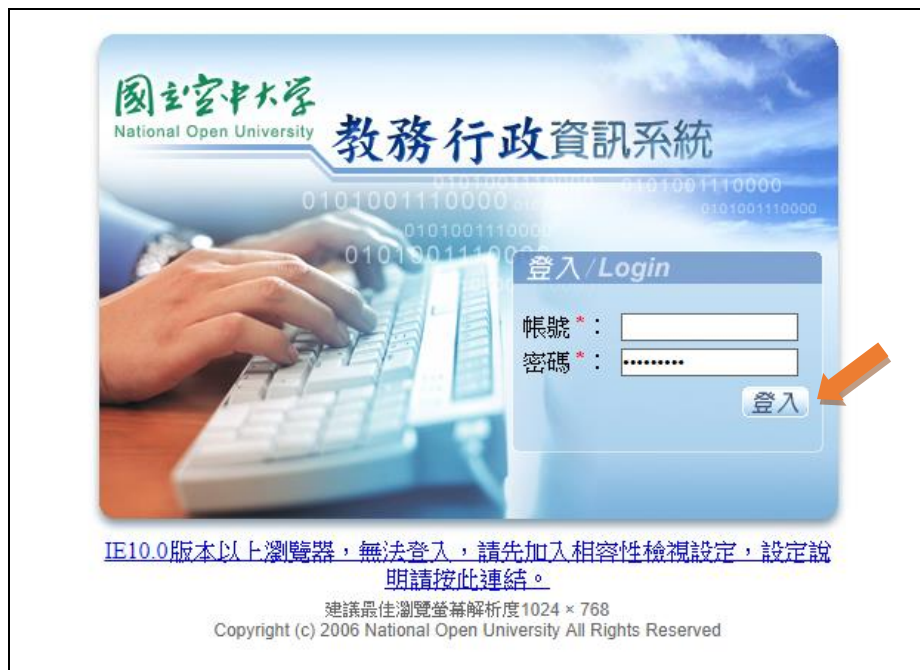 國立空中大学
National Open University
教務行政資訊系統
0101001110000
0101001110000
0101001110000
0101001110000
0101001110000
0101001110000
登入/Login
帳號*：
密碼*： •••••••••
登入
IE10.0版本以上瀏覽器，無法登入，請先加入相容性檢視設定，設定說
明請按此連結。
建議最佳瀏覽螢幕解析度1024 × 768
Copyright (c) 2006 National Open University All Rights Reserved